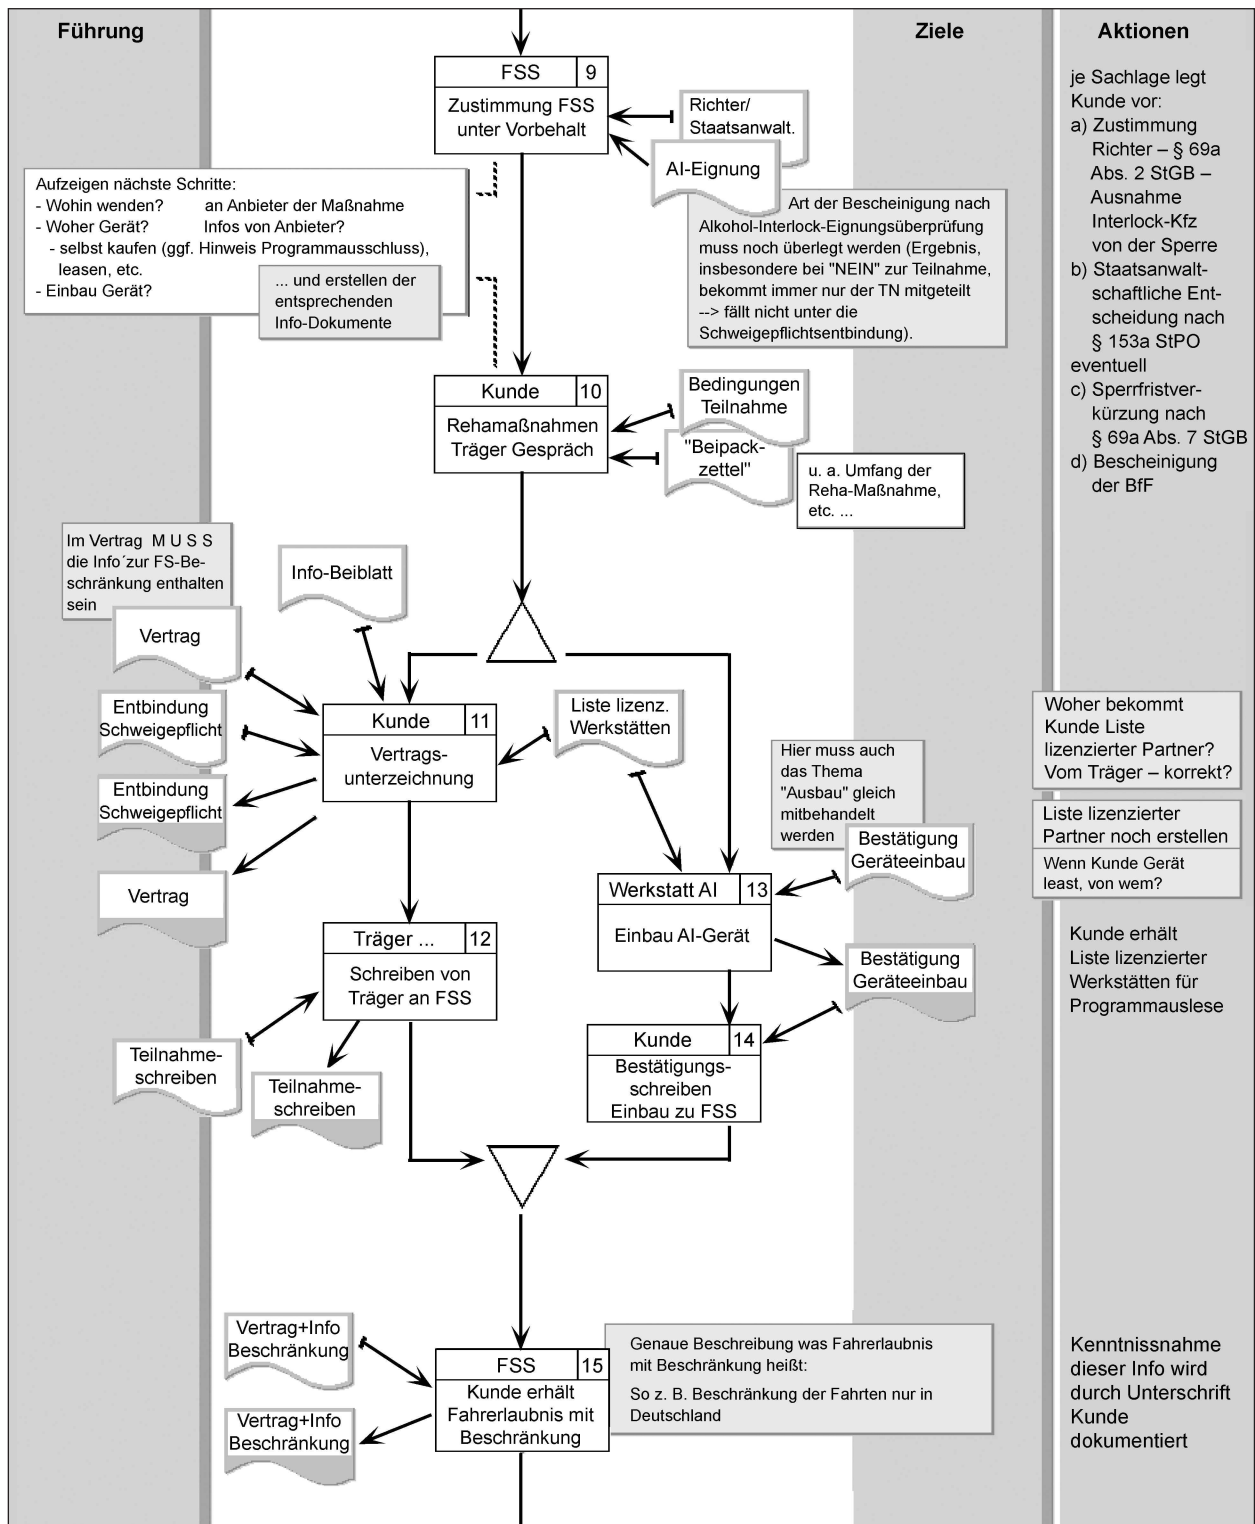 Führung
Ziele
Aktionen
FSS 9
Zustimmung FSS
unter Vorbehalt
Richter/
Staatsanwalt.
AI-Eignung
Art der Bescheinigung nach
Alkohol-Interlock-Eignungsüberprüfung
muss noch überlegt werden (Ergebnis,
insbesondere bei "NEIN" zur Teilnahme,
bekommt immer nur der TN mitgeteilt
--> fällt nicht unter die
Schweigepflichtsentbindung).
Aufzeigen nächste Schritte:
- Wohin wenden? an Anbieter der Maßnahme
- Woher Gerät? Infos von Anbieter?
- selbst kaufen (ggf. Hinweis Programmausschluss),
leasen, etc.
- Einbau Gerät?
... und erstellen der
entsprechenden
Info-Dokumente
je Sachlage legt
Kunde vor:
a) Zustimmung
Richter – § 69a
Abs. 2 StGB –
Ausnahme
Interlock-Kfz
von der Sperre
b) Staatsanwalt-
schaftliche Ent-
scheidung nach
§ 153a StPO
eventuell
c) Sperrfristver-
kürzung nach
§ 69a Abs. 7 StGB
d) Bescheinigung
der BfF
Kunde 10
Rehamaßnahmen
Träger Gespräch
Bedingungen
Teilnahme
"Beipack-
zettel"
u. a. Umfang der
Reha-Maßnahme,
etc. ...
Im Vertrag M U S S
die Info´zur FS-Be-
schränkung enthalten
sein
Vertrag
Info-Beiblatt
Entbindung
Schweigepflicht
Entbindung
Schweigepflicht
Vertrag
Kunde 11
Vertrags-
unterzeichnung
Liste lizenz.
Werkstätten
Hier muss auch
das Thema
"Ausbau" gleich
mitbehandelt
werden
Bestätigung
Geräteeinbau
Woher bekommt
Kunde Liste
lizenzierter Partner?
Vom Träger – korrekt?
Liste lizenzierter
Partner noch erstellen
Wenn Kunde Gerät
least, von wem?
Werkstatt AI 13
Einbau AI-Gerät
Bestätigung
Geräteeinbau
Kunde erhält
Liste lizenzierter
Werkstätten für
Programmauslese
Träger ... 12
Schreiben von
Träger an FSS
Teilnahme-
schreiben
Teilnahme-
schreiben
Kunde 14
Bestätigungs-
schreiben
Einbau zu FSS
Vertrag+Info
Beschränkung
Vertrag+Info
Beschränkung
FSS 15
Kunde erhält
Fahrerlaubnis mit
Beschränkung
Genaue Beschreibung was Fahrerlaubnis
mit Beschränkung heißt:
So z. B. Beschränkung der Fahrten nur in
Deutschland
Kenntnissnahme
dieser Info wird
durch Unterschrift
Kunde
dokumentiert